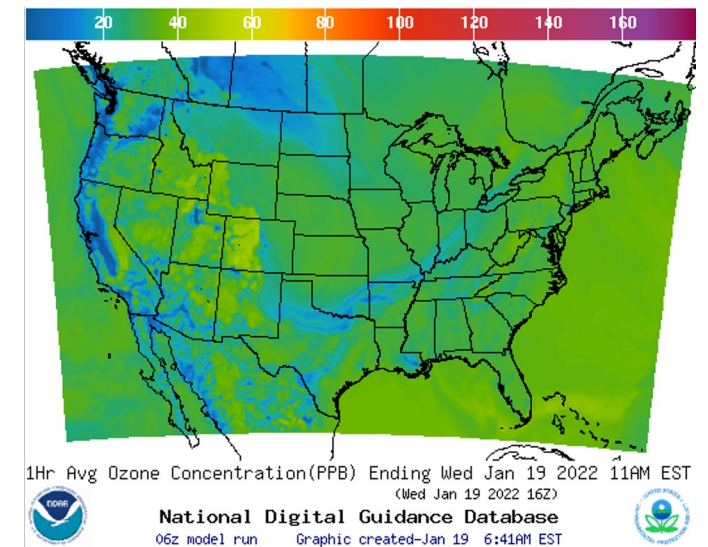 20 40 60 80 100 120 140 160
1Hr Avg Ozone Concentration(PPB) Ending Wed Jan 19 2022 11AM EST
(Wed Jan 19 2022 16Z)
National Digital Guidance Database
06z model run Graphic created-Jan 19 6:41AM EST
NOAA